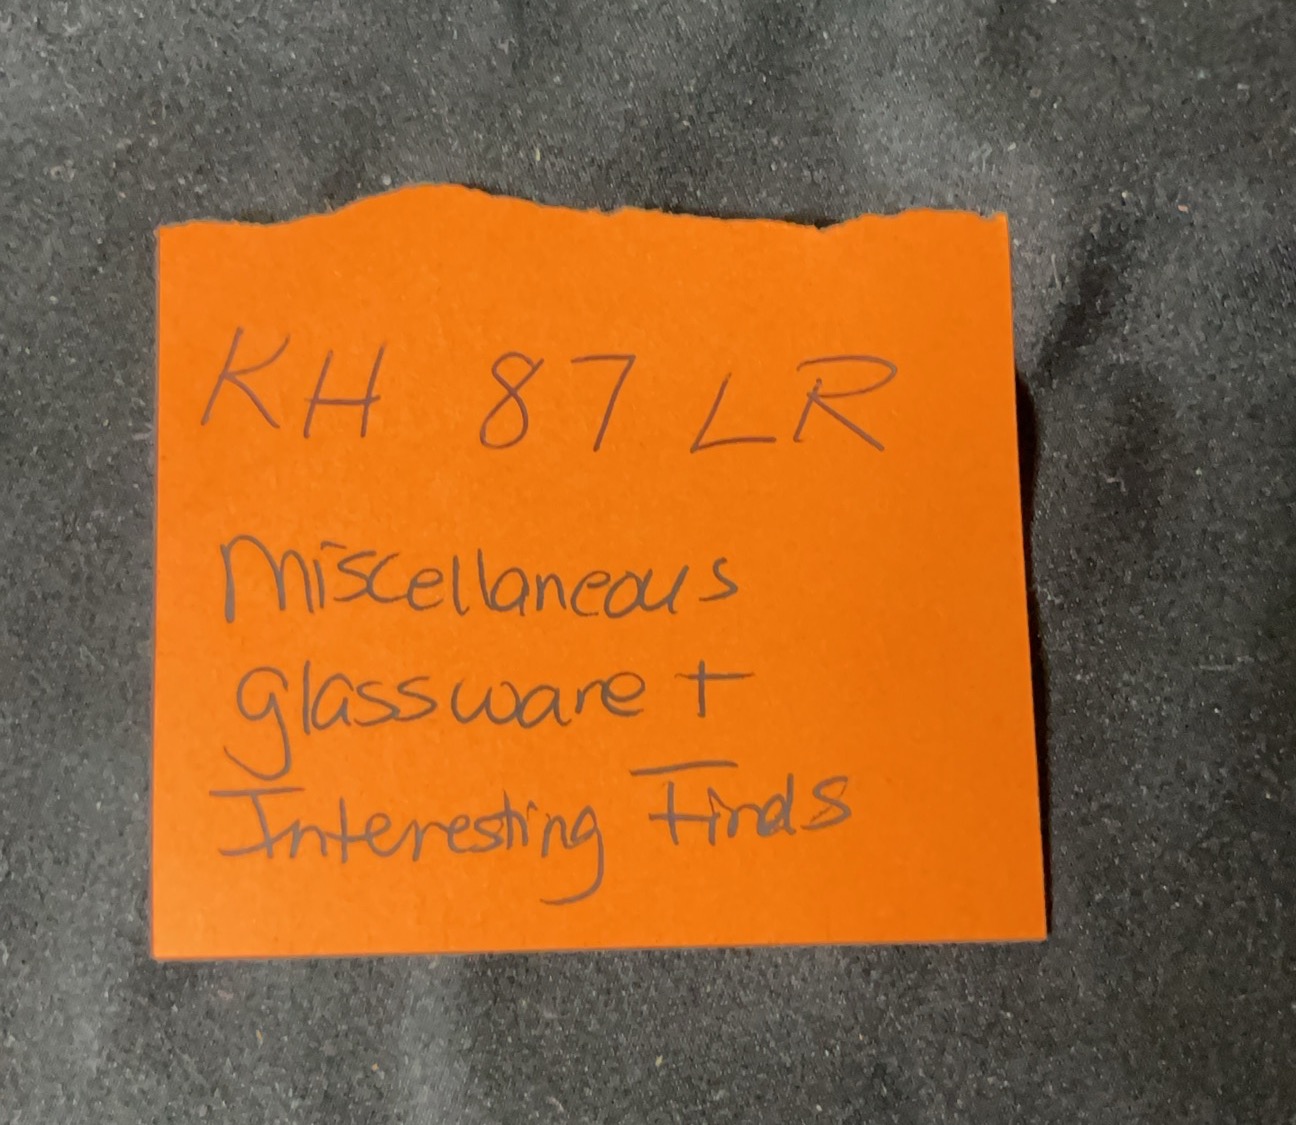 KH 87 LR
Miscellaneous
glassware +
Interesting Finds